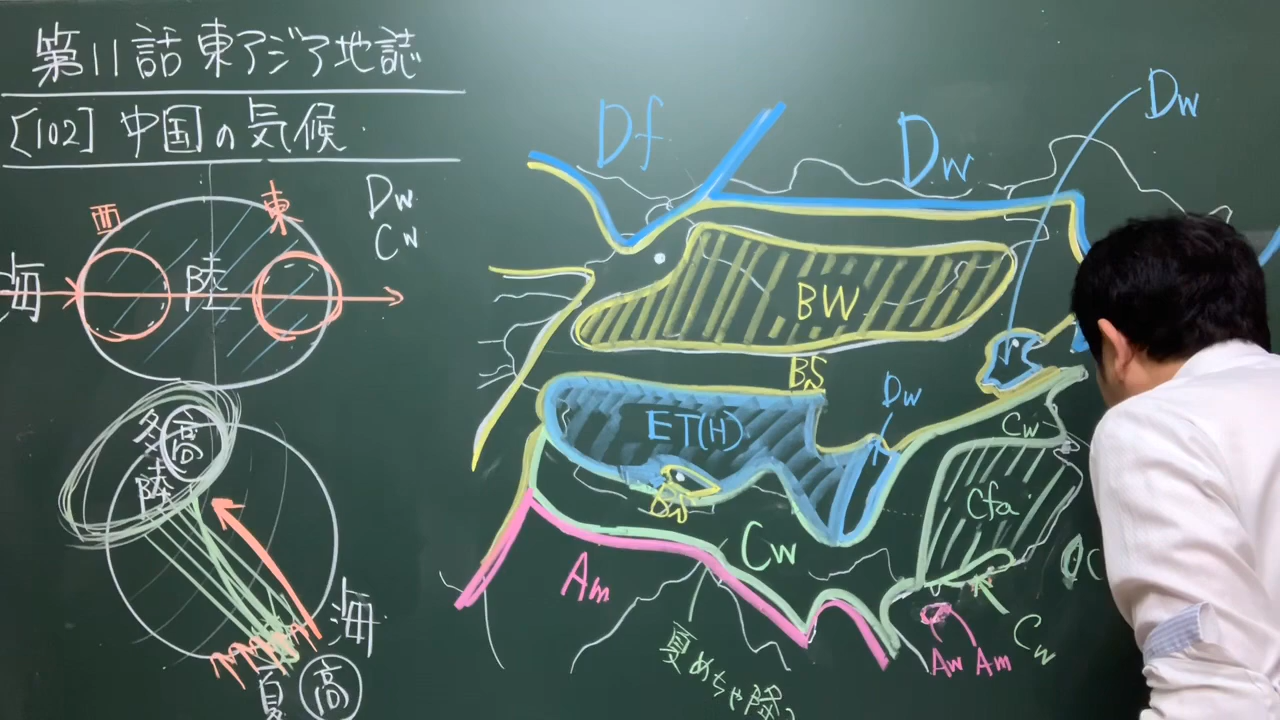 第11話 東アジア地誌
[102] 中国の気候
西
東
海
陸
Dw
Cw
冬
高
陸
海
夏
高
Df
Dw
Dw
BW
BS
ET(H)
Dw
Cw
Cfa
Cw
Am
Cw
Aw Am
夏めちゃ降